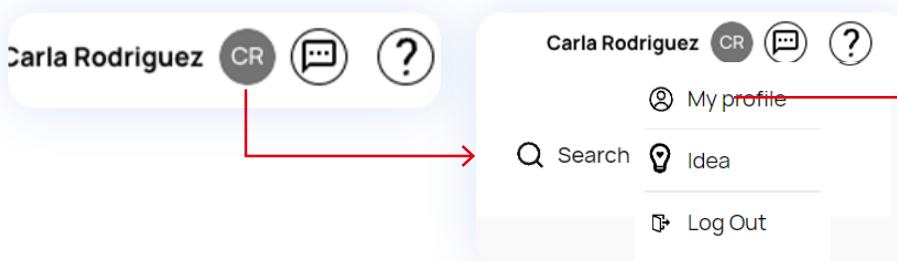 Carla Rodriguez CR ?
Carla Rodriguez CR ?
My profile
Search
Idea
Log Out